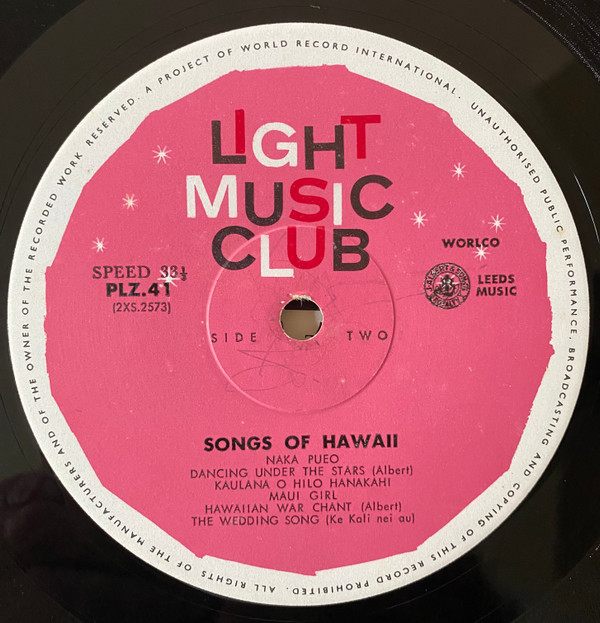 ALL RIGHTS OF THE MANUFACTURERS AND OF THE OWNER OF THE RECORDED WORK RESERVED. A PROJECT OF WORLD RECORD INTERNATIONAL. UNAUTHORISED PUBLIC PERFORMANCE, BROADCASTING AND COPYING OF THIS RECORD PROHIBITED.
LIGHT
MUSIC
CLUB
WORLCO
SPEED 33⅓
PLZ.41
(2XS.2573)
J. ALBERT & SONS
ROYALTY
LEEDS
MUSIC
SIDE TWO
SONGS OF HAWAII
NAKA PUEO
DANCING UNDER THE STARS (Albert)
KAULANA O HILO HANAKAHI
MAUI GIRL
HAWAIIAN WAR CHANT (Albert)
THE WEDDING SONG (Ke Kali nei au)